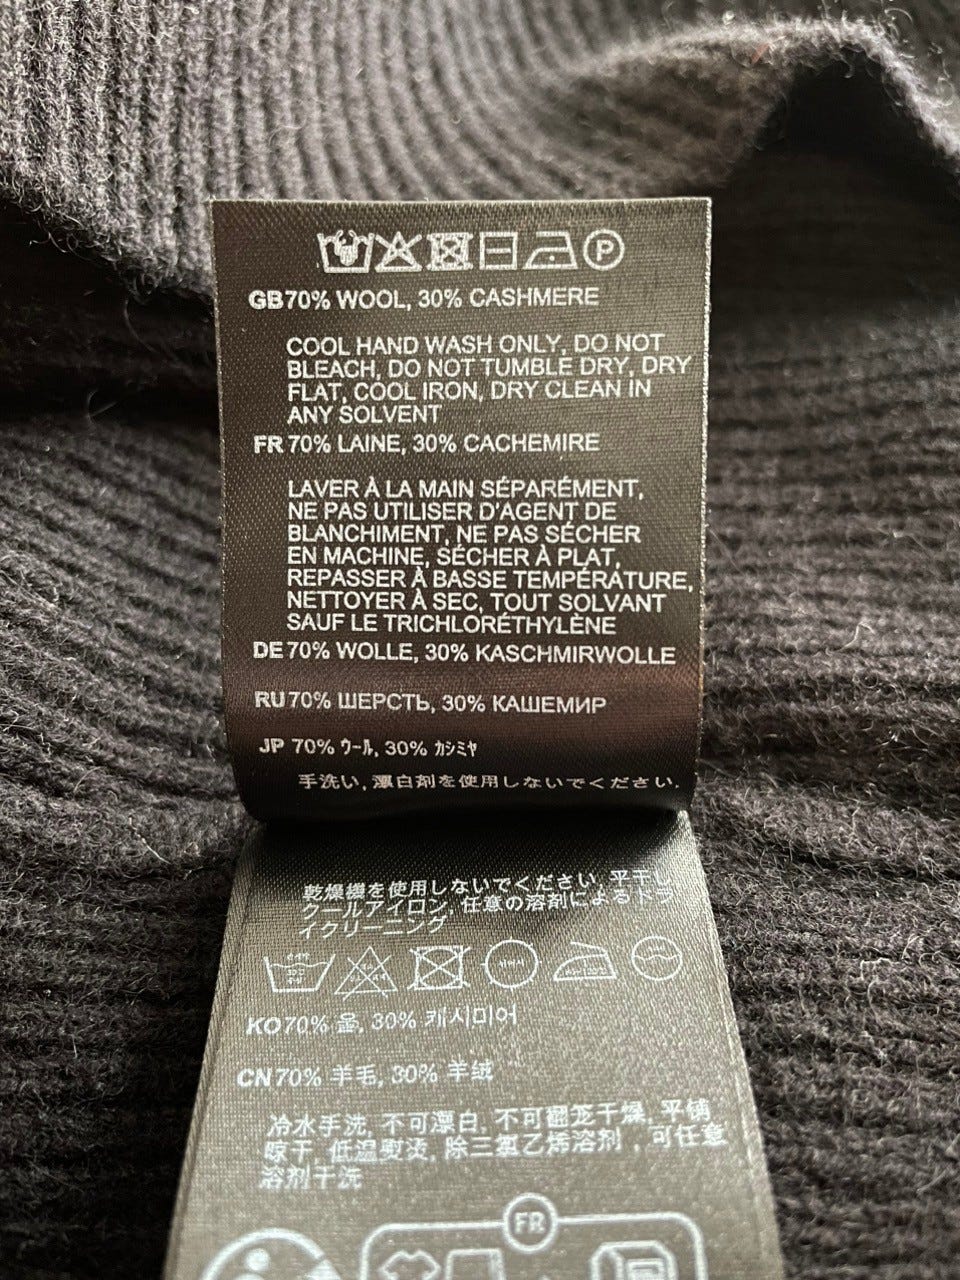 P
GB 70% WOOL, 30% CASHMERE
COOL HAND WASH ONLY, DO NOT
BLEACH, DO NOT TUMBLE DRY, DRY
FLAT, COOL IRON, DRY CLEAN IN
ANY SOLVENT
FR 70% LAINE, 30% CACHEMIRE
LAVER À LA MAIN SÉPARÉMENT,
NE PAS UTILISER D'AGENT DE
BLANCHIMENT, NE PAS SÉCHER
EN MACHINE, SÉCHER À PLAT,
REPASSER À BASSE TEMPÉRATURE,
NETTOYER À SEC, TOUT SOLVANT
SAUF LE TRICHLORÉTHYLÈNE
DE 70% WOLLE, 30% KASCHMIRWOLLE
RU 70% ШЕРСТЬ, 30% КАШЕМИР
JP 70% ウール, 30% カシミヤ
手洗い, 漂白剤を使用しないでください.
乾燥機を使用しないでください, 平干し,
クールアイロン, 任意の溶剤によるドラ
イクリーニング
KO 70% 울, 30% 캐시미어
CN 70% 羊毛, 30% 羊绒
冷水手洗, 不可漂白, 不可翻笼干燥, 平铺
晾干, 低温熨烫, 除三氯乙烯溶剂, 可任意
溶剂干洗
FR